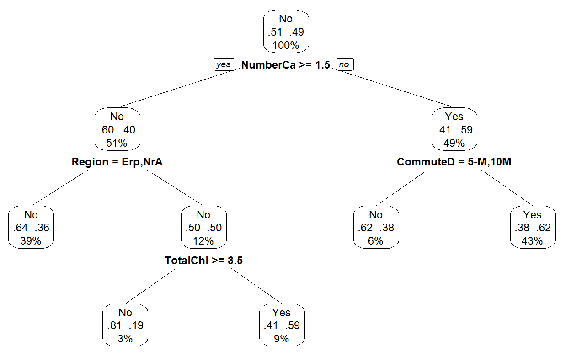 No
.51 .49
100%
yes NumberCa >= 1.5 no
No
.60 .40
51%
Yes
.41 .59
49%
Region = Erp,NrA
CommuteD = 5-M,10M
No
.64 .36
39%
No
.50 .50
12%
No
.62 .38
6%
Yes
.38 .62
43%
TotalChl >= 3.5
No
.81 .19
3%
Yes
.41 .59
9%